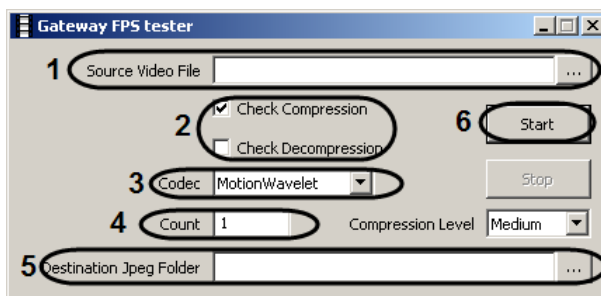 Gateway FPS tester
1 Source Video File ...
2 Check Compression
Check Decompression
6 Start
Stop
3 Codec MotionWavelet
4 Count 1 Compression Level Medium
5 Destination Jpeg Folder ...